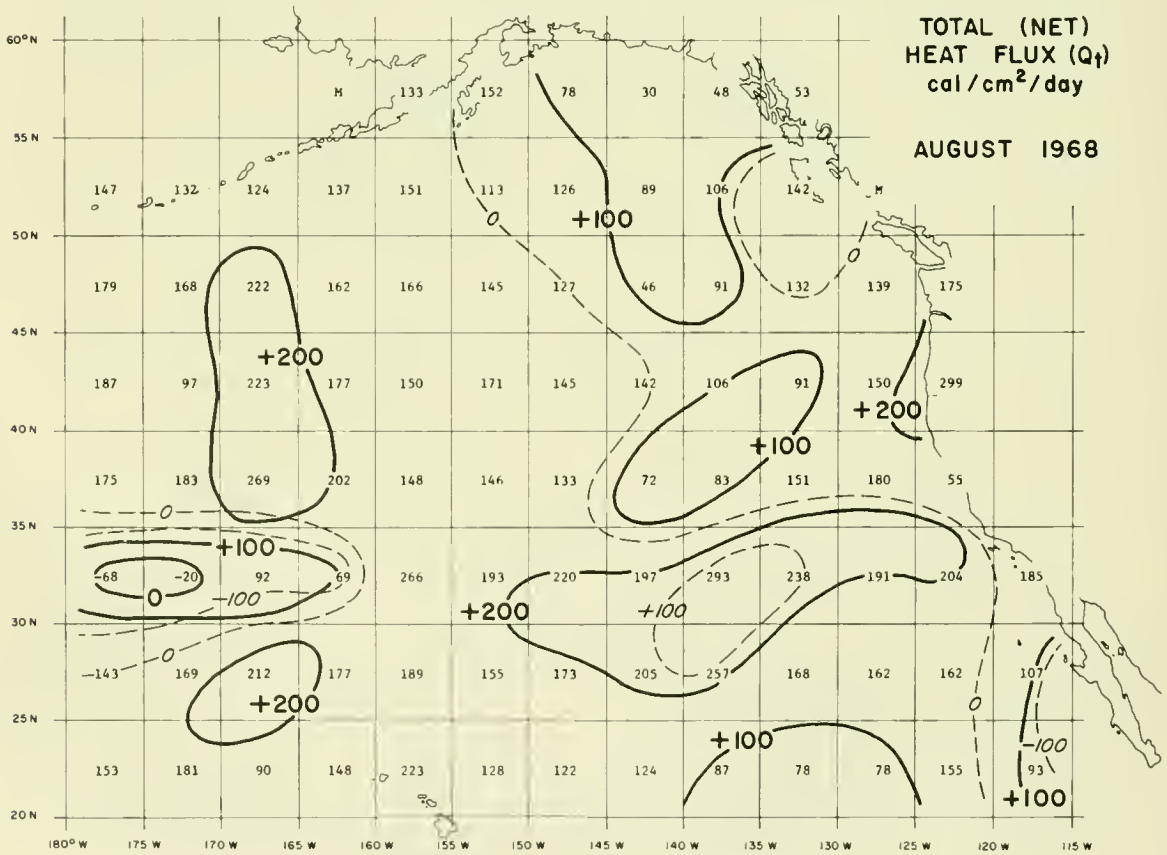 TOTAL (NET)
HEAT FLUX (Qt)
cal/cm²/day
AUGUST 1968
60°N
M 133 152 78 30 48 53
55 N
147 132 124 137 151 113 126 89 106 142 M
0 +100
50 N
0
179 168 222 162 166 145 127 46 91 132 139 175
45 N
+200
187 97 223 177 150 171 145 142 106 91 150 299
+200
40 N
+100
175 183 269 202 148 146 133 72 83 151 180 55
35 N
0
+100
-68 -20 92 69 266 193 220 197 293 238 191 204 185
0 -100
+200 +100
30 N
0
-143 169 212 177 189 155 173 205 257 168 162 162 107
+200 0
25 N
+100 -100
153 181 90 148 223 128 122 124 87 78 78 155 93
+100
20 N
180° W 175 W 170 W 165 W 160 W 155 W 150 W 145 W 140 W 135 W 130 W 125 W 120 W 115 W